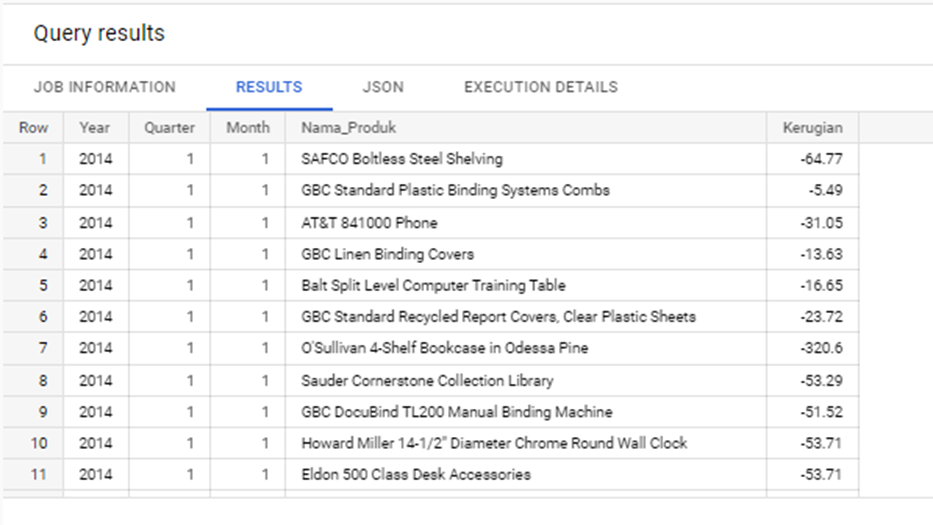 Query results
JOB INFORMATION RESULTS JSON EXECUTION DETAILS
Row Year Quarter Month Nama_Produk Kerugian
1 2014 1 1 SAFCO Boltless Steel Shelving -64.77
2 2014 1 1 GBC Standard Plastic Binding Systems Combs -5.49
3 2014 1 1 AT&T 841000 Phone -31.05
4 2014 1 1 GBC Linen Binding Covers -13.63
5 2014 1 1 Balt Split Level Computer Training Table -16.65
6 2014 1 1 GBC Standard Recycled Report Covers, Clear Plastic Sheets -23.72
7 2014 1 1 O'Sullivan 4-Shelf Bookcase in Odessa Pine -320.6
8 2014 1 1 Sauder Cornerstone Collection Library -53.29
9 2014 1 1 GBC DocuBind TL200 Manual Binding Machine -51.52
10 2014 1 1 Howard Miller 14-1/2" Diameter Chrome Round Wall Clock -53.71
11 2014 1 1 Eldon 500 Class Desk Accessories -53.71